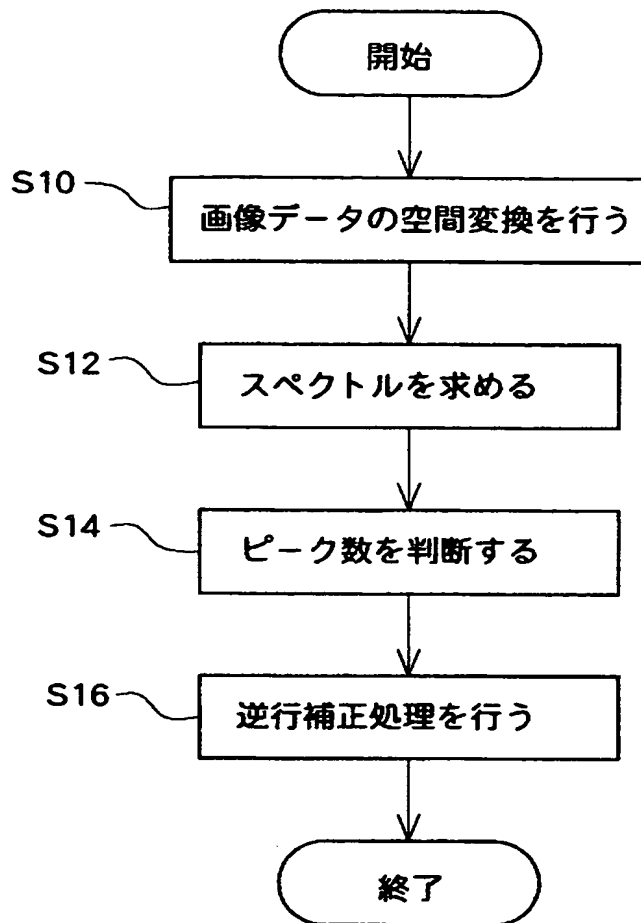 開始
S10
画像データの空間変換を行う
S12
スペクトルを求める
S14
ピーク数を判断する
S16
逆行補正処理を行う
終了